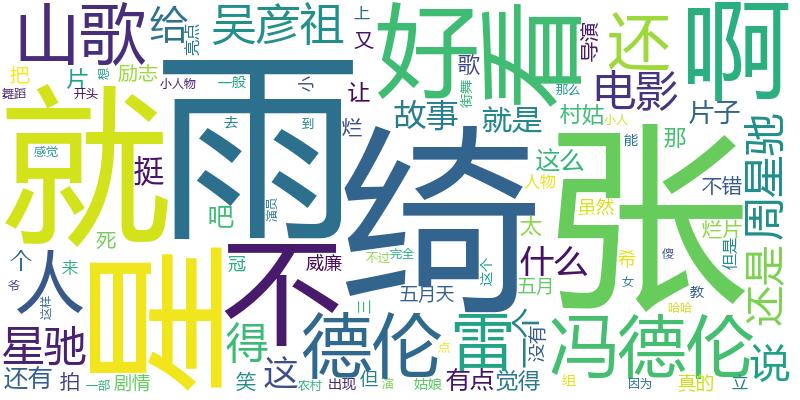 山歌
给
亮点
吴彦祖
上
又
好
看
导演
还
啊
把
片
想
励志
小人物
一般
小
让
歌
街舞
那么
电影
舞蹈
开头
就
雨
烂
故事
就是
村姑
小人
片子
绮
张
周星驰
感觉
挺
去
到
这么
那
能
不错
人物
虽然
吧
演员
太
烂片
死
星
不
个
来
人
冠
威廉
不过
完全
这个
什么
希
傻
但是
还是
爷
这样
五月天
五月
女
教
三
哈哈
星驰
得
这
德伦
雷
个
没有
冯德伦
说
点
还有
拍
一部
剧情
笑
农村
出现
但
演
姑娘
有点
觉得
组
因为
真的
立